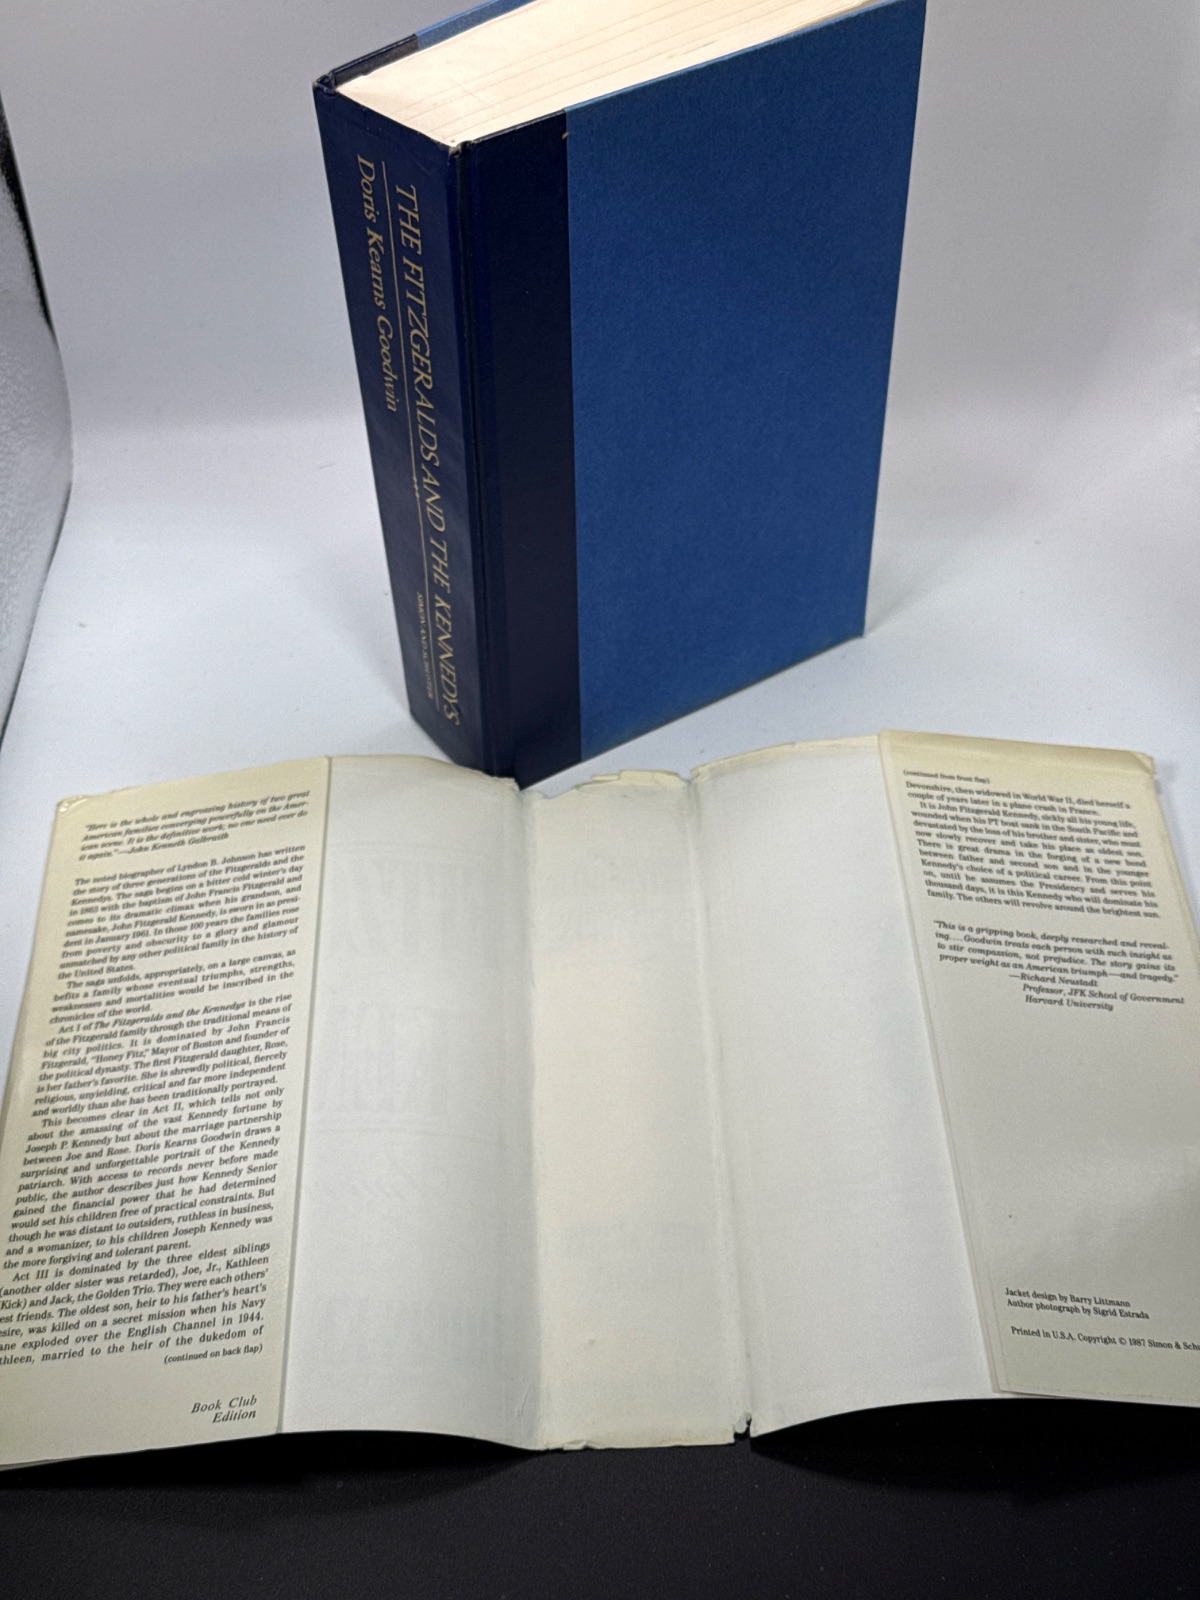 THE FITZGERALDS AND THE KENNEDYS
Doris Kearns Goodwin
SIMON AND SCHUSTER
"Here is the whole and engrossing history of two great
American families converging powerfully on the Amer-
ican scene. It is the definitive work; no one need ever do
it again."—John Kenneth Galbraith
The noted biographer of Lyndon B. Johnson has written
the story of three generations of the Fitzgeralds and the
Kennedys. The saga begins on a bitter cold winter's day
in 1863 with the baptism of John Francis Fitzgerald and
comes to its dramatic climax when his grandson, and
namesake, John Fitzgerald Kennedy, is sworn in as presi-
dent in January 1961. In those 100 years the families rose
from poverty and obscurity to a glory and glamour
unmatched by any other political family in the history of
the United States.
The saga unfolds, appropriately, on a large canvas, as
befits a family whose eventual triumphs, strengths,
weaknesses and mortalities would be inscribed in the
chronicles of the world.
Act I of The Fitzgeralds and the Kennedys is the rise
of the Fitzgerald family through the traditional means of
big city politics. It is dominated by John Francis
Fitzgerald, "Honey Fitz," Mayor of Boston and founder of
the political dynasty. The first Fitzgerald daughter, Rose,
is her father's favorite. She is shrewdly political, fiercely
religious, unyielding, critical and far more independent
and worldly than she has been traditionally portrayed.
This becomes clear in Act II, which tells not only
about the amassing of the vast Kennedy fortune by
Joseph P. Kennedy but about the marriage partnership
between Joe and Rose. Doris Kearns Goodwin draws a
surprising and unforgettable portrait of the Kennedy
patriarch. With access to records never before made
public, the author describes just how Kennedy Senior
gained the financial power that he had determined
would set his children free of practical constraints. But
though he was distant to outsiders, ruthless in business,
and a womanizer, to his children Joseph Kennedy was
the more forgiving and tolerant parent.
Act III is dominated by the three eldest siblings
(another older sister was retarded), Joe, Jr., Kathleen
Kick) and Jack, the Golden Trio. They were each others'
est friends. The oldest son, heir to his father's heart's
esire, was killed on a secret mission when his Navy
ane exploded over the English Channel in 1944.
thleen, married to the heir of the dukedom of
(continued on back flap)
Book Club
Edition
(continued from front flap)
Devonshire, then widowed in World War II, died herself a
couple of years later in a plane crash in France.
It is John Fitzgerald Kennedy, sickly all his young life,
wounded when his PT boat sank in the South Pacific and
devastated by the loss of his brother and sister, who must
now slowly recover and take his place as oldest son.
There is great drama in the forging of a new bond
between father and second son and in the younger
Kennedy's choice of a political career. From this point
on, until he assumes the Presidency and serves his
thousand days, it is this Kennedy who will dominate his
family. The others will revolve around the brightest sun.
"This is a gripping book, deeply researched and reveal-
ing.... Goodwin treats each person with such insight as
to stir compassion, not prejudice. The story gains its
proper weight as an American triumph—and tragedy."
—Richard Neustadt
Professor, JFK School of Government
Harvard University
Jacket design by Barry Littmann
Author photograph by Sigrid Estrada
Printed in U.S.A. Copyright © 1987 Simon & Schu